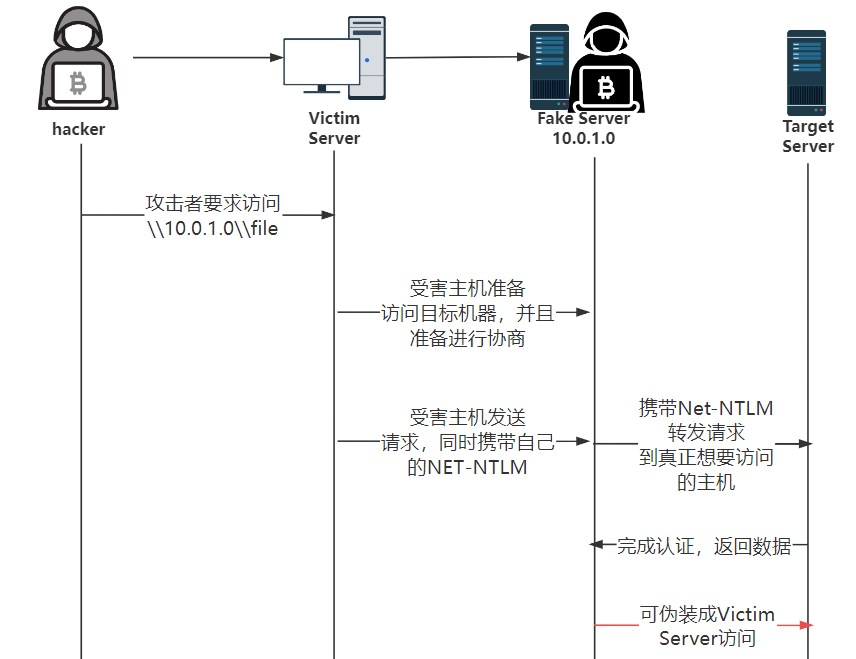 hacker
Victim
Server
Fake Server
10.0.1.0
Target
Server
攻击者要求访问
\\10.0.1.0\\file
受害主机准备
访问目标机器，并且
准备进行协商
受害主机发送
请求，同时携带自己
的NET-NTLM
携带Net-NTLM
转发请求
到真正想要访问
的主机
完成认证，返回数据
可伪装成Victim
Server访问